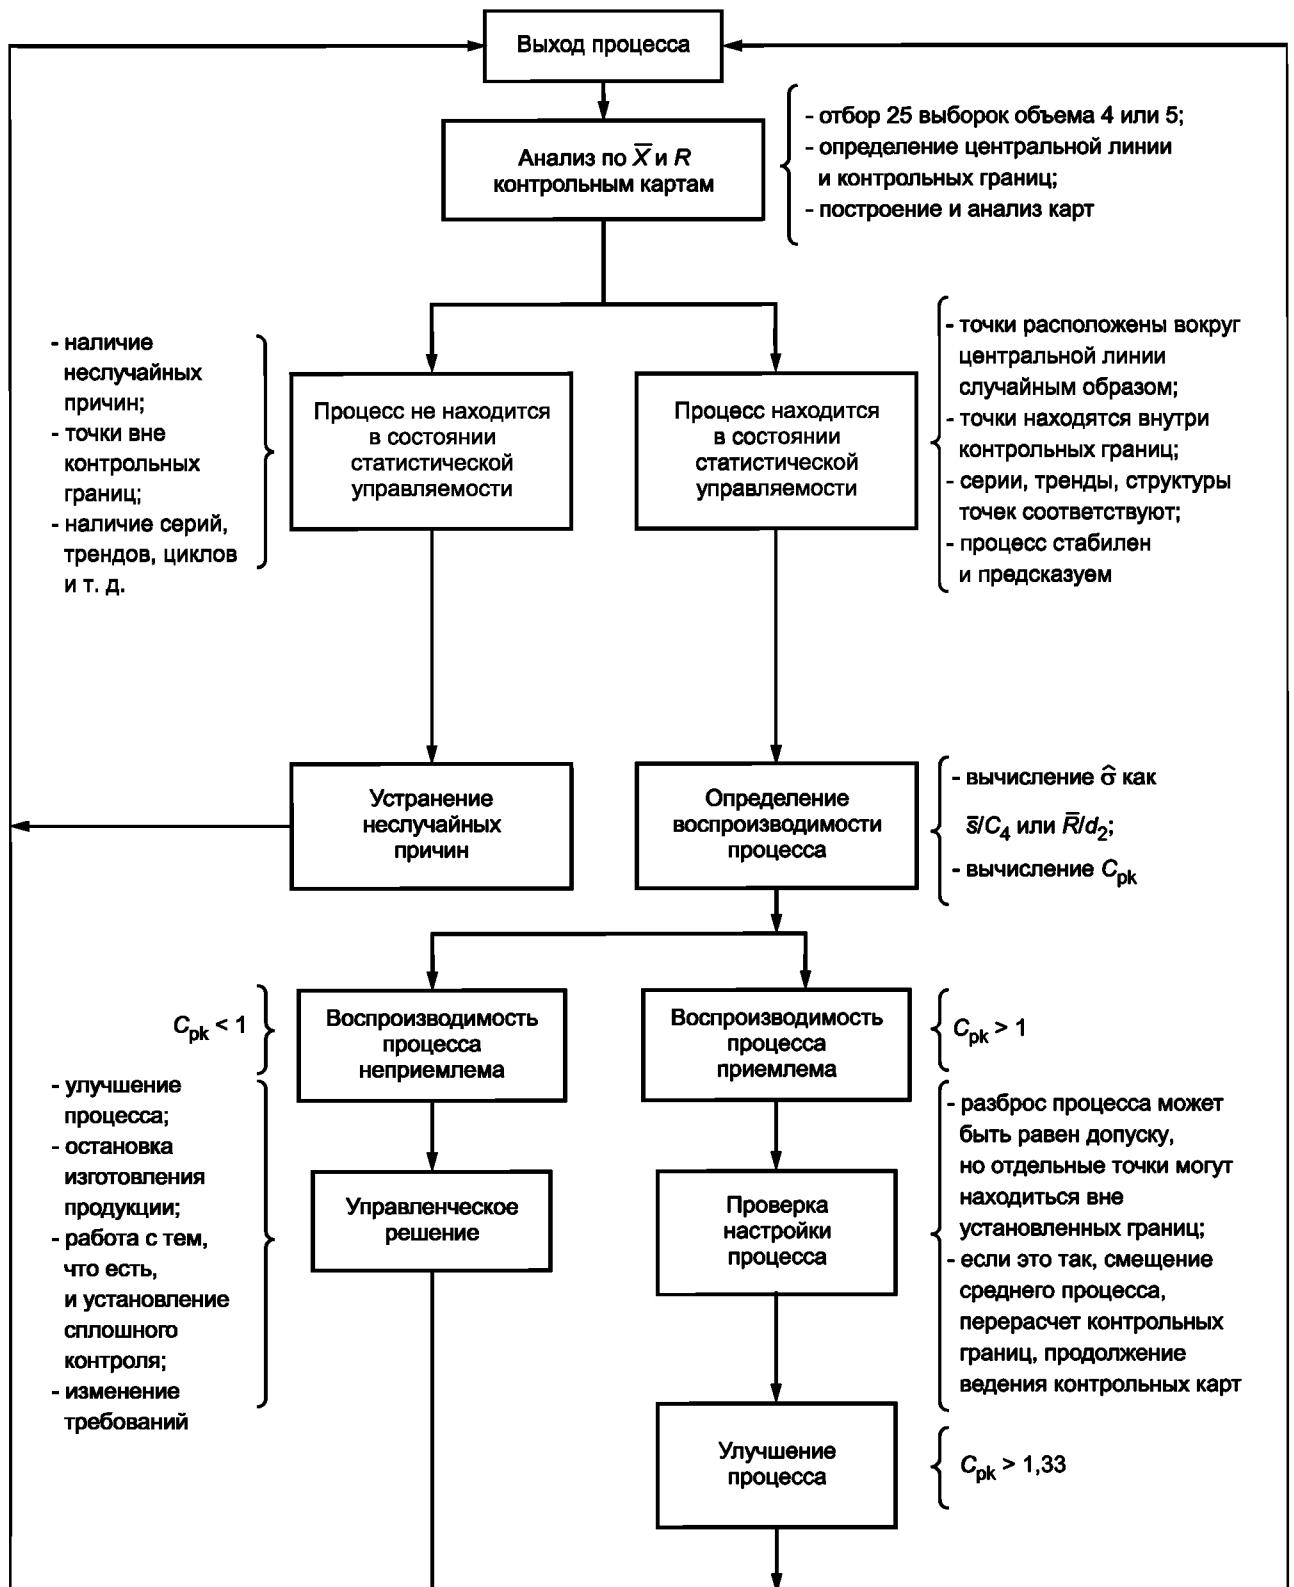 Выход процесса
Анализ по X̅ и R
контрольным картам
- отбор 25 выборок объема 4 или 5;
- определение центральной линии
и контрольных границ;
- построение и анализ карт
- наличие
неслучайных
причин;
- точки вне
контрольных
границ;
- наличие серий,
трендов, циклов
и т. д.
Процесс не находится
в состоянии
статистической
управляемости
Процесс находится
в состоянии
статистической
управляемости
- точки расположены вокруг
центральной линии
случайным образом;
- точки находятся внутри
контрольных границ;
- серии, тренды, структуры
точек соответствуют;
- процесс стабилен
и предсказуем
Устранение
неслучайных
причин
Определение
воспроизводимости
процесса
- вычисление σ̂ как
s̅/C₄ или R̅/d₂;
- вычисление Cpk
Cpk < 1
Воспроизводимость
процесса
неприемлема
Воспроизводимость
процесса
приемлема
Cpk > 1
- улучшение
процесса;
- остановка
изготовления
продукции;
- работа с тем,
что есть,
и установление
сплошного
контроля;
- изменение
требований
Управленческое
решение
Проверка
настройки
процесса
- разброс процесса может
быть равен допуску,
но отдельные точки могут
находиться вне
установленных границ;
- если это так, смещение
среднего процесса,
перерасчет контрольных
границ, продолжение
ведения контрольных карт
Улучшение
процесса
Cpk > 1,33